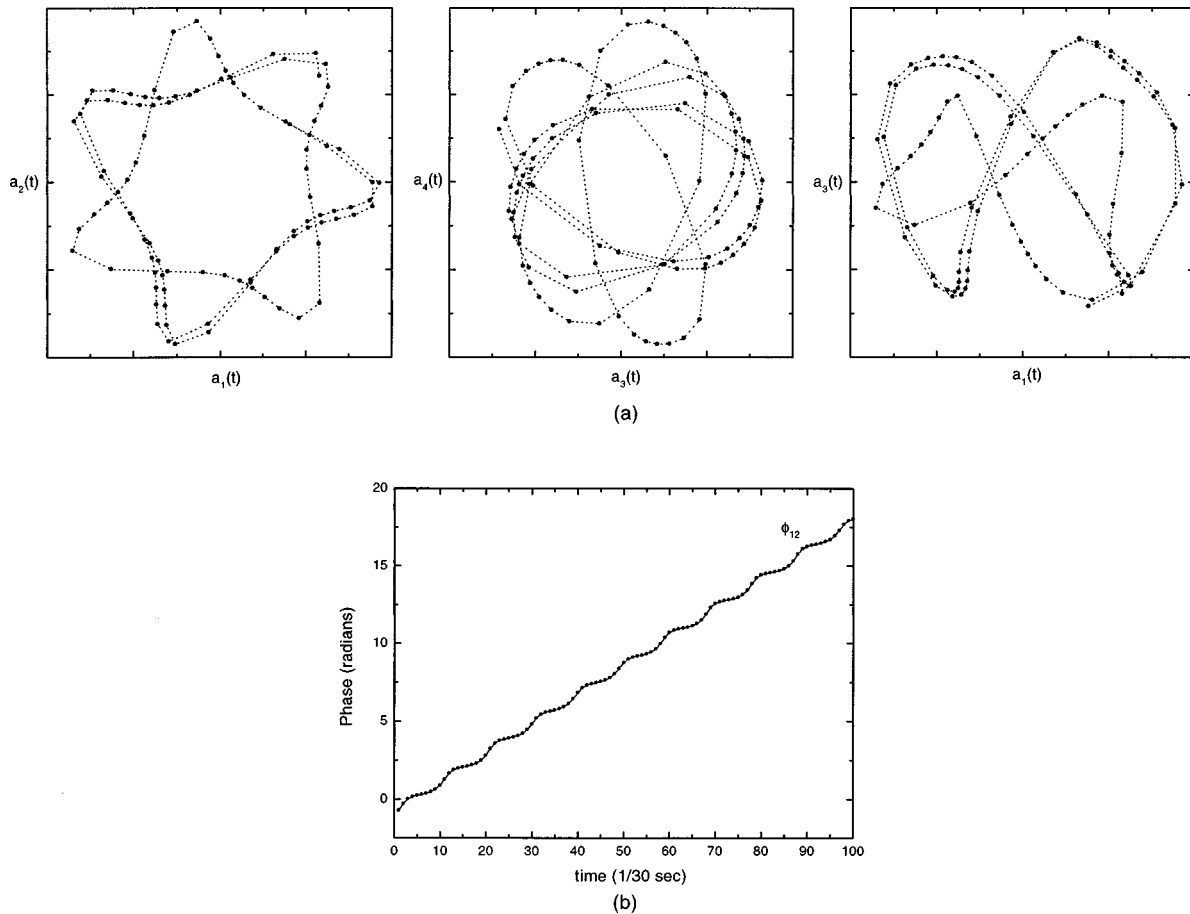 a₂(t)
a₁(t)
a₄(t)
a₃(t)
a₃(t)
a₁(t)
(a)
20
15
10
5
0
Phase (radians)
ϕ₁₂
0 10 20 30 40 50 60 70 80 90 100
time (1/30 sec)
(b)